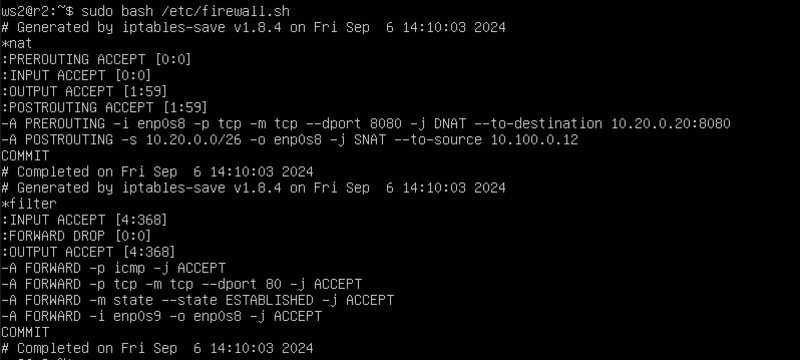 ws2@r2:~$ sudo bash /etc/firewall.sh
# Generated by iptables-save v1.8.4 on Fri Sep  6 14:10:03 2024
*nat
:PREROUTING ACCEPT [0:0]
:INPUT ACCEPT [0:0]
:OUTPUT ACCEPT [1:59]
:POSTROUTING ACCEPT [1:59]
-A PREROUTING -i enp0s8 -p tcp -m tcp --dport 8080 -j DNAT --to-destination 10.20.0.20:8080
-A POSTROUTING -s 10.20.0.0/26 -o enp0s8 -j SNAT --to-source 10.100.0.12
COMMIT
# Completed on Fri Sep  6 14:10:03 2024
# Generated by iptables-save v1.8.4 on Fri Sep  6 14:10:03 2024
*filter
:INPUT ACCEPT [4:368]
:FORWARD DROP [0:0]
:OUTPUT ACCEPT [4:368]
-A FORWARD -p icmp -j ACCEPT
-A FORWARD -p tcp -m tcp --dport 80 -j ACCEPT
-A FORWARD -m state --state ESTABLISHED -j ACCEPT
-A FORWARD -i enp0s9 -o enp0s8 -j ACCEPT
COMMIT
# Completed on Fri Sep  6 14:10:03 2024